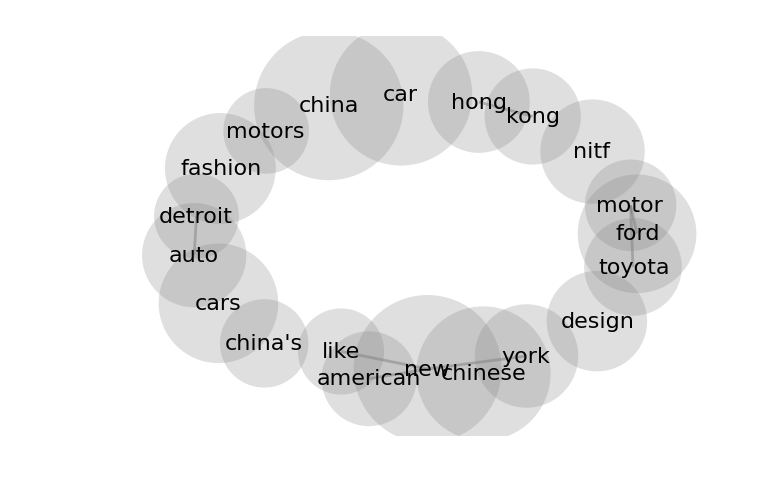 car
china
hong
kong
motors
nitf
fashion
motor
detroit
ford
auto
toyota
cars
design
china's
like
york
new
chinese
american